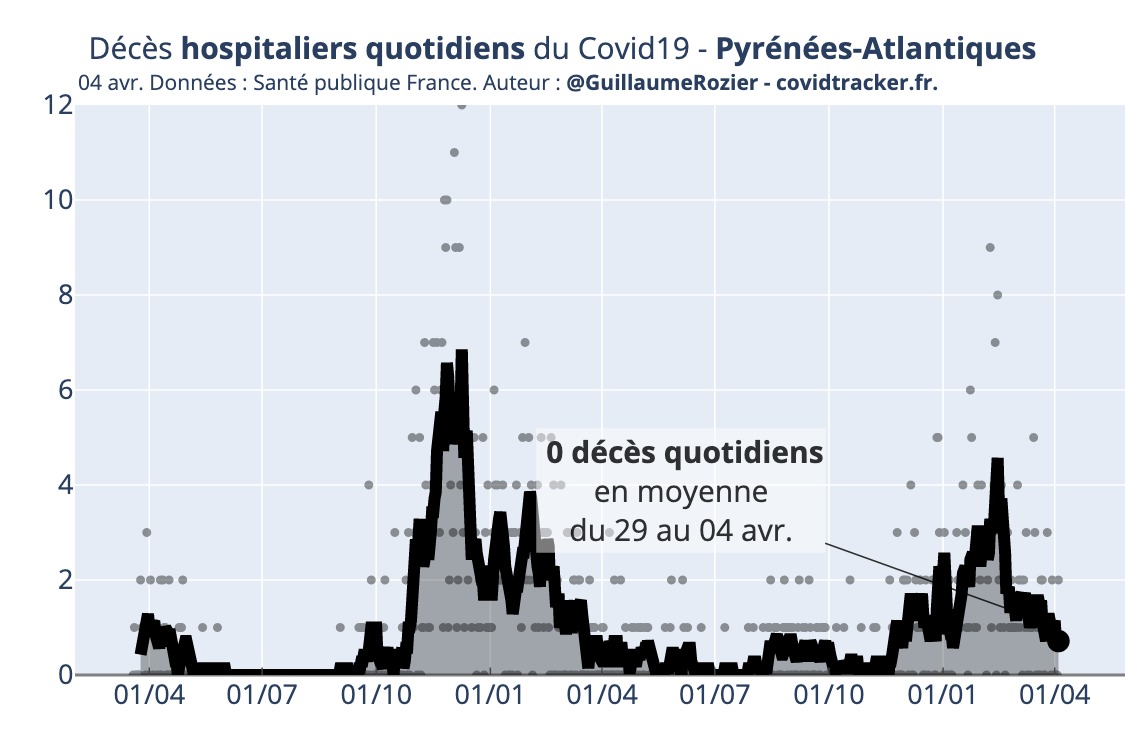 Décès hospitaliers quotidiens du Covid19 - Pyrénées-Atlantiques
04 avr. Données : Santé publique France. Auteur : @GuillaumeRozier - covidtracker.fr.
12
10
8
6
4
2
0
0 décès quotidiens
en moyenne
du 29 au 04 avr.
01/04 01/07 01/10 01/01 01/04 01/07 01/10 01/01 01/04